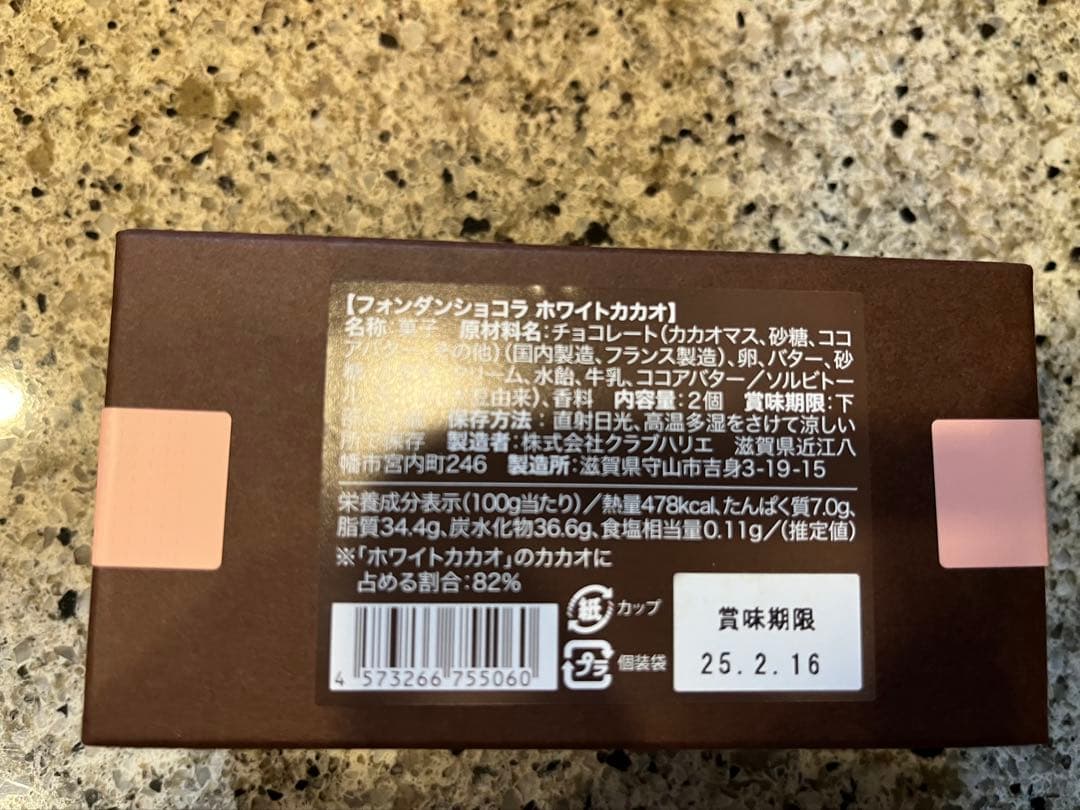 【フォンダンショコラ ホワイトカカオ】
名称:菓子 原材料名:チョコレート(カカオマス、砂糖、ココ
アバター、その他)(国内製造、フランス製造)、卵、バター、砂
リーム、水飴、牛乳、ココアバター／ソルビトー
ル、 豆由来)、香料 内容量:2個 賞味期限:下
保存方法:直射日光、高温多湿をさけて涼しい
所で保存 製造者:株式会社クラブハリエ 滋賀県近江八
幡市宮内町246 製造所:滋賀県守山市吉身3-19-15
栄養成分表示(100g当たり)／熱量478kcal、たんぱく質7.0g、
脂質34.4g、炭水化物36.6g、食塩相当量0.11g／(推定値)
※「ホワイトカカオ」のカカオに
占める割合:82%
紙 カップ
プラ 個装袋
4 573266 755060
賞味期限
25.2.16